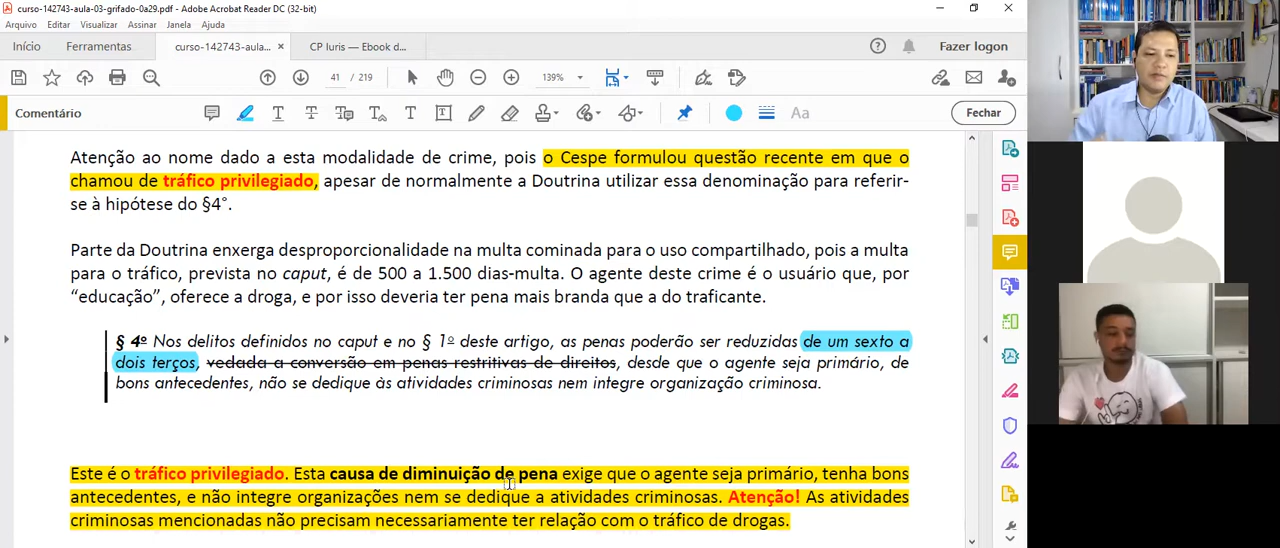 curso-142743-aula-03-grifado-0a29.pdf - Adobe Acrobat Reader DC (32-bit)
Arquivo Editar Visualizar Assinar Janela Ajuda
Início Ferramentas curso-142743-aula... × CP Iuris — Ebook d... Fazer logon
41 / 219 139%
Comentário Aa Fechar
Atenção ao nome dado a esta modalidade de crime, pois o Cespe formulou questão recente em que o
chamou de tráfico privilegiado, apesar de normalmente a Doutrina utilizar essa denominação para referir-
se à hipótese do §4°.
Parte da Doutrina enxerga desproporcionalidade na multa cominada para o uso compartilhado, pois a multa
para o tráfico, prevista no caput, é de 500 a 1.500 dias-multa. O agente deste crime é o usuário que, por
“educação”, oferece a droga, e por isso deveria ter pena mais branda que a do traficante.
§ 4º Nos delitos definidos no caput e no § 1º deste artigo, as penas poderão ser reduzidas de um sexto a
dois terços, vedada a conversão em penas restritivas de direitos, desde que o agente seja primário, de
bons antecedentes, não se dedique às atividades criminosas nem integre organização criminosa.
Este é o tráfico privilegiado. Esta causa de diminuição de pena exige que o agente seja primário, tenha bons
antecedentes, e não integre organizações nem se dedique a atividades criminosas. Atenção! As atividades
criminosas mencionadas não precisam necessariamente ter relação com o tráfico de drogas.